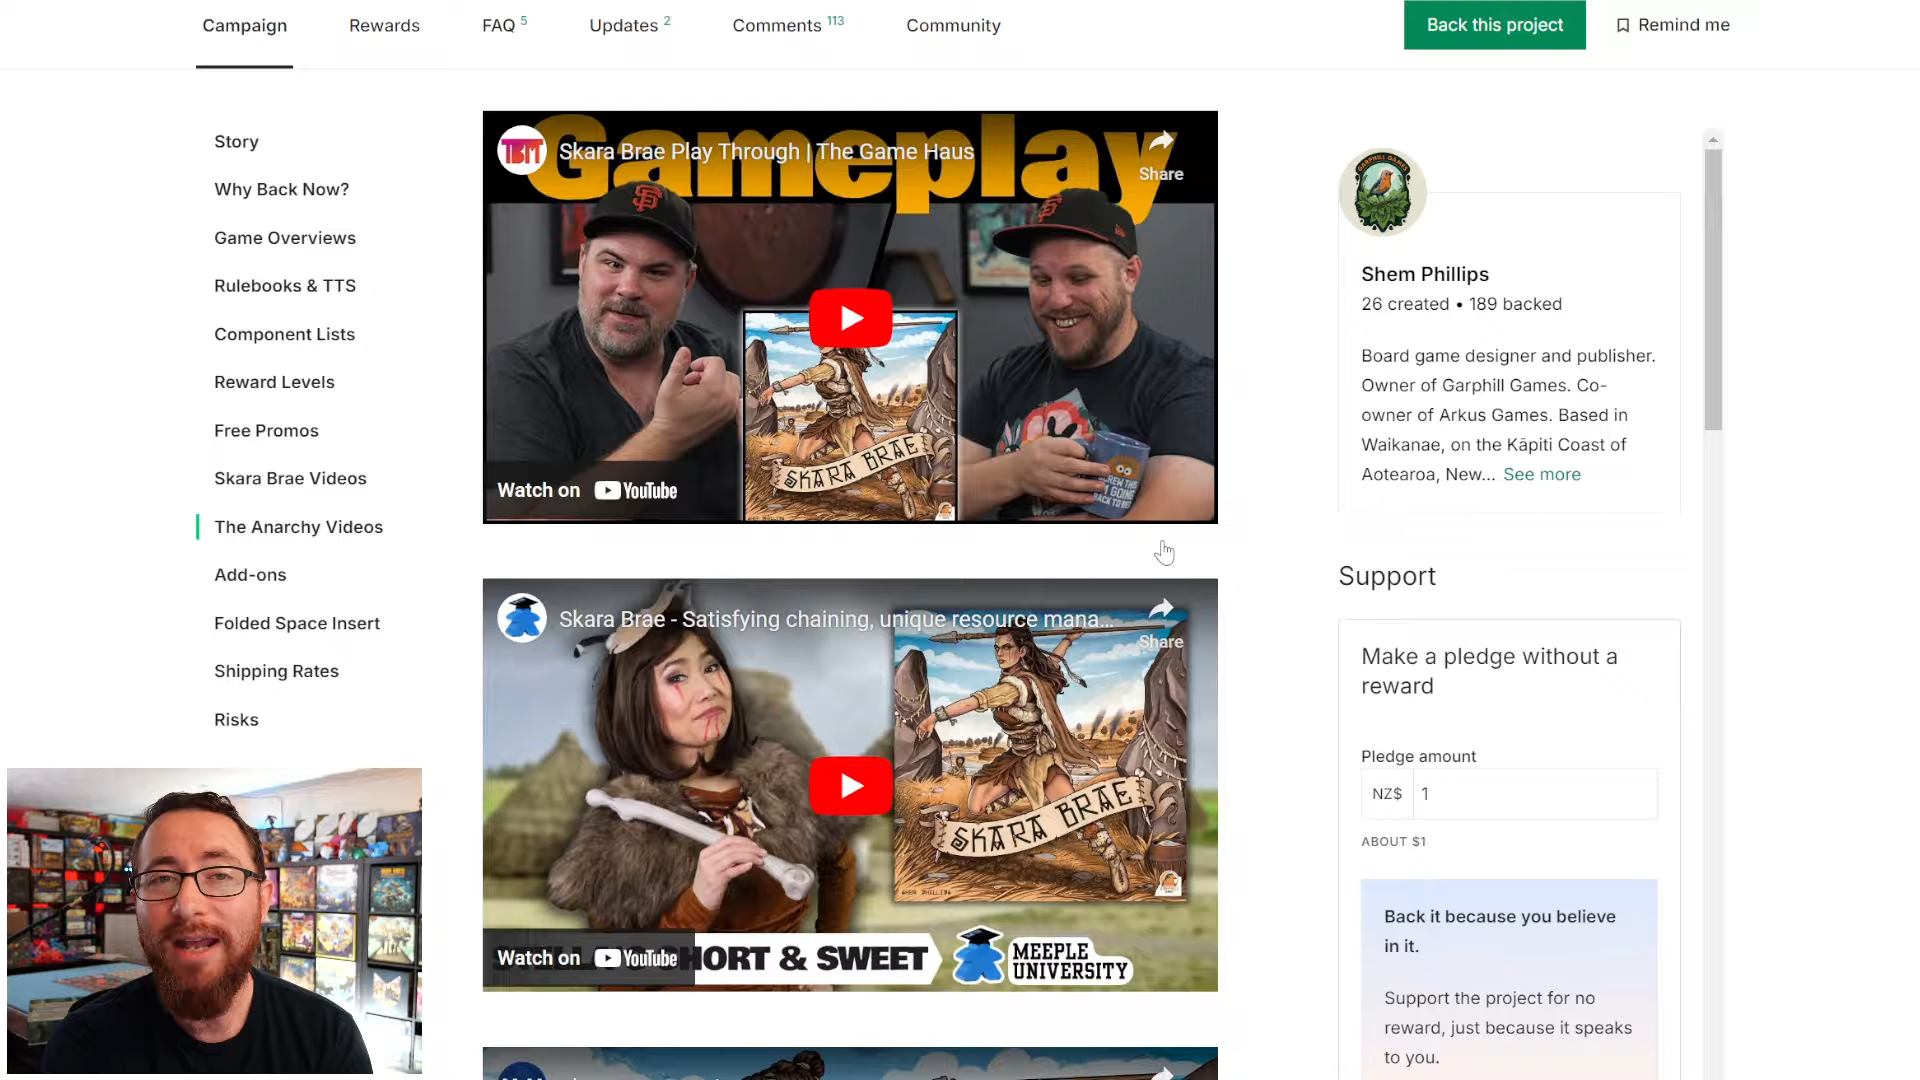 Campaign
Rewards
FAQ 5
Updates 2
Comments 113
Community
Back this project
Remind me
Story
Why Back Now?
Game Overviews
Rulebooks & TTS
Component Lists
Reward Levels
Free Promos
Skara Brae Videos
The Anarchy Videos
Add-ons
Folded Space Insert
Shipping Rates
Risks
Gameplay
TBM
Skara Brae Play Through | The Game Haus
Share
SF
SKARA BRAE
Watch on YouTube
Skara Brae - Satisfying chaining, unique resource mana...
Share
SKARA BRAE
SHEM PHILLIPS
Watch on YouTube
SHORT & SWEET
MEEPLE
UNIVERSITY
GARPHILL GAMES
Shem Phillips
26 created • 189 backed
Board game designer and publisher.
Owner of Garphill Games. Co-
owner of Arkus Games. Based in
Waikanae, on the Kāpiti Coast of
Aotearoa, New... See more
Support
Make a pledge without a
reward
Pledge amount
NZ$ 1
ABOUT $1
Back it because you believe
in it.
Support the project for no
reward, just because it speaks
to you.